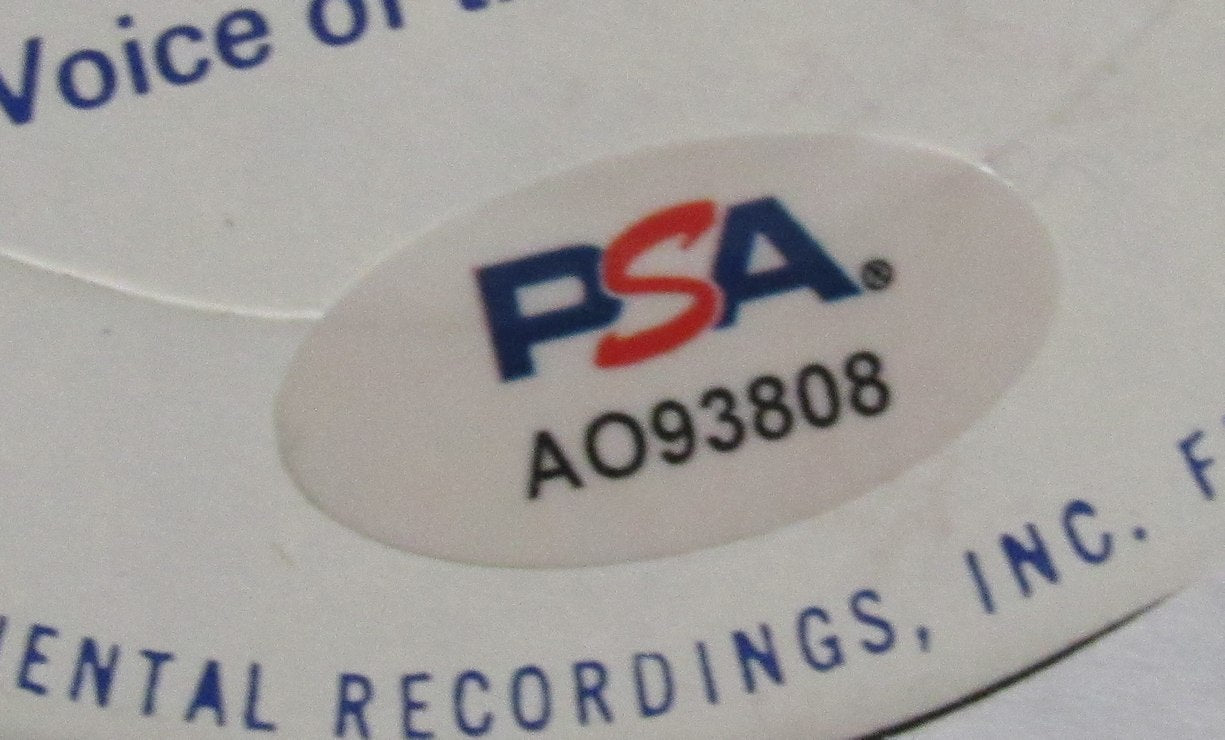 Voice of
PSA®
AO93808
ENTAL RECORDINGS, INC. F